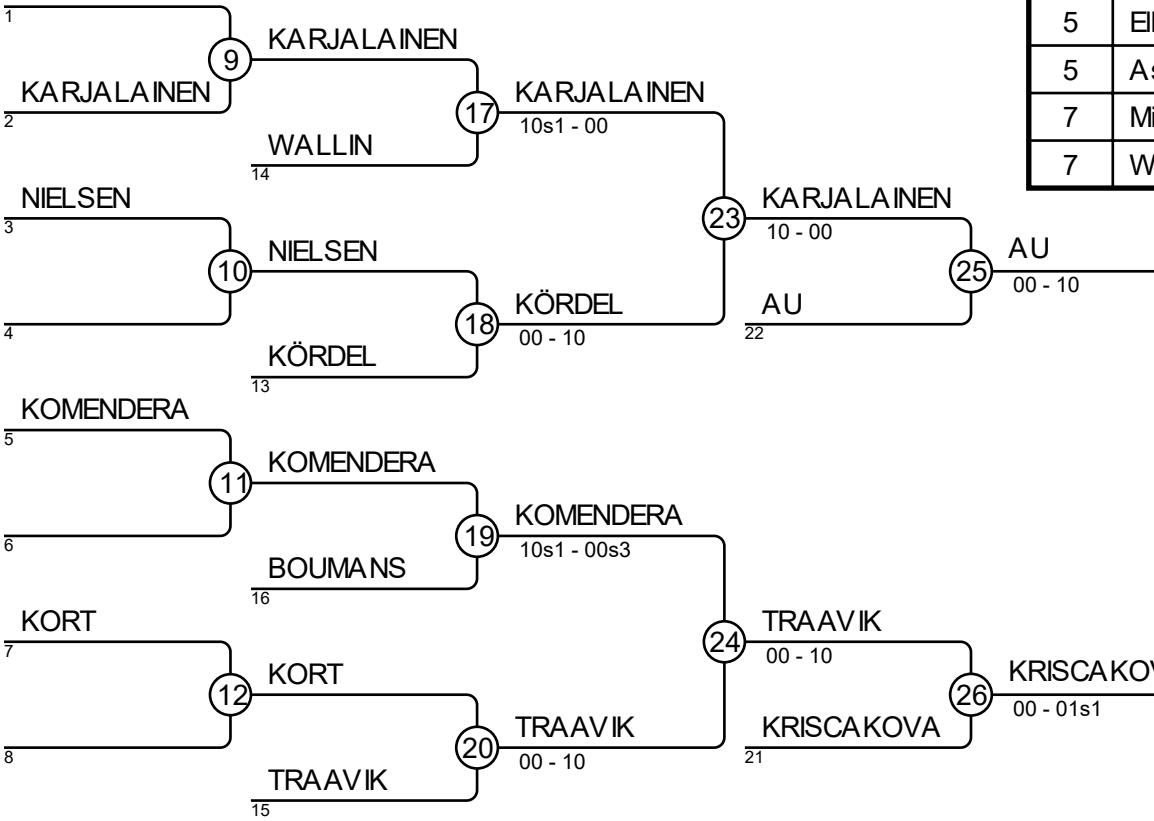 1
9
KARJALAINEN
KARJALAINEN
2
17
KARJALAINEN
10s1 - 00
WALLIN
14
NIELSEN
3
10
NIELSEN
4
18
KÖRDEL
00 - 10
KÖRDEL
13
23
KARJALAINEN
10 - 00
25
AU
00 - 10
AU
22
KOMENDERA
5
11
KOMENDERA
6
19
KOMENDERA
10s1 - 00s3
BOUMANS
16
KORT
7
12
KORT
8
20
TRAAVIK
00 - 10
TRAAVIK
15
24
TRAAVIK
00 - 10
26
00 - 01s1
KRISCAKOVA
21
5
5
7
7